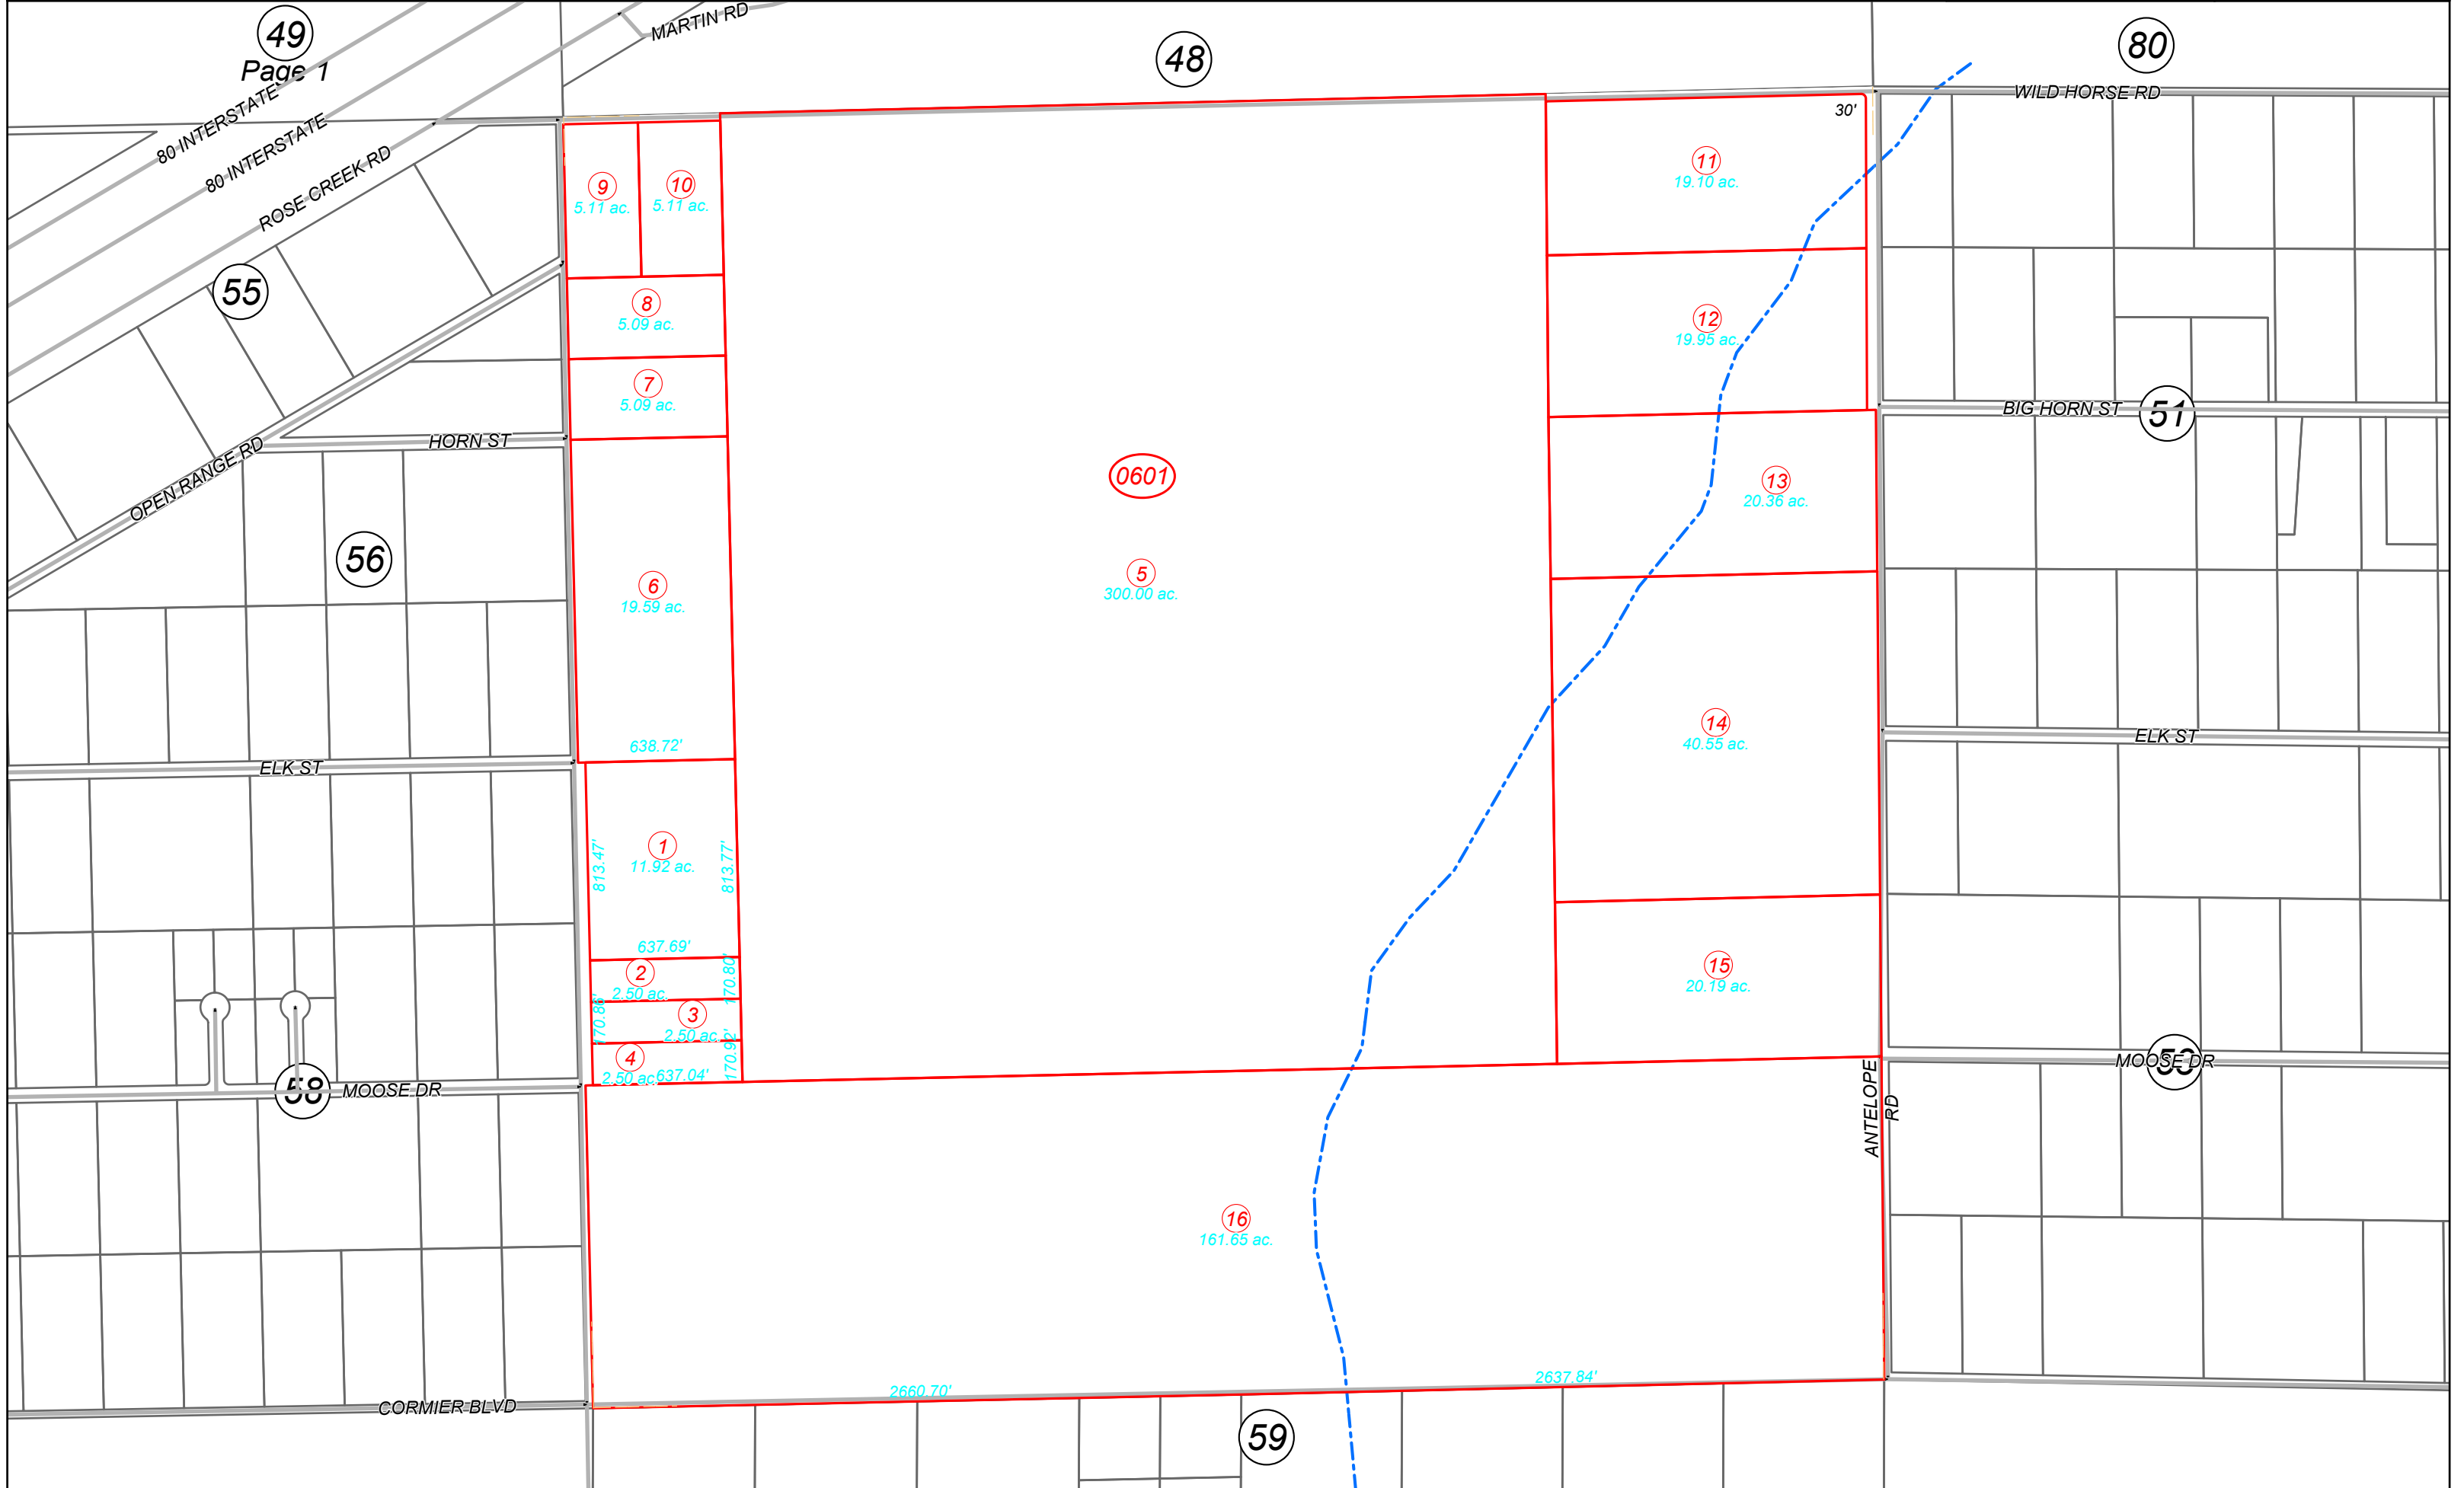 49
Page 1
MARTIN RD
48
80
WILD HORSE RD
80 INTERSTATE
80 INTERSTATE
ROSE CREEK RD
30'
9
5.11 ac.
10
5.11 ac.
11
19.10 ac.
55
8
5.09 ac.
12
19.95 ac.
7
5.09 ac.
BIG HORN ST
51
HORN ST
OPEN RANGE RD
0601
13
20.36 ac.
56
6
19.59 ac.
5
300.00 ac.
14
40.55 ac.
638.72'
ELK ST
ELK ST
1
11.92 ac.
813.47'
813.77'
637.69'
2
2.50 ac.
170.80'
15
20.19 ac.
3
2.50 ac.
170.86'
4
2.50 ac.
637.04'
170.92'
58
MOOSE DR
MOOSE DR
ANTELOPE
RD
16
161.65 ac.
2637.84'
2660.70'
CORMIER BLVD
59